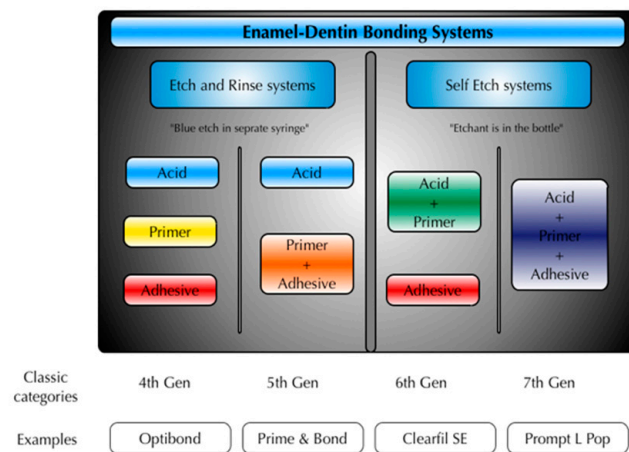 Enamel-Dentin Bonding Systems
Etch and Rinse systems
Self Etch systems
"Blue etch in seprate syringe"
"Etchant is in the bottle"
Acid
Primer
Adhesive
Acid
Primer
+
Adhesive
Acid
+
Primer
Adhesive
Acid
+
Primer
+
Adhesive
Classic
categories
4th Gen
5th Gen
6th Gen
7th Gen
Examples
Optibond
Prime & Bond
Clearfil SE
Prompt L Pop